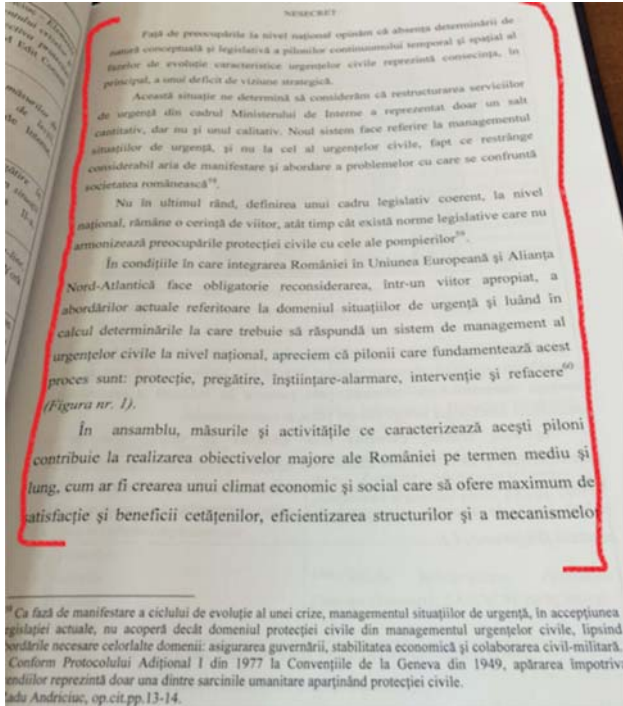 NESECRET
Față de preocupările la nivel național opinăm că absența determinării de
natură conceptuală și legislativă a pilonilor continuumului temporal și spațial al
fazelor de evoluție caracteristice urgențelor civile reprezintă consecința, în
principal, a unui deficit de viziune strategică.
Această situație ne determină să considerăm că restructurarea serviciilor
de urgență din cadrul Ministerului de Interne a reprezentat doar un salt
cantitativ, dar nu și unul calitativ. Noul sistem face referire la managementul
situațiilor de urgență, și nu la cel al urgențelor civile, fapt ce restrânge
considerabil aria de manifestare și abordare a problemelor cu care se confruntă
societatea românească
Nu în ultimul rând, definirea unui cadru legislativ coerent, la nivel
național, rămâne o cerință de viitor, atât timp cât există norme legislative care nu
armonizează preocupările protecției civile cu cele ale pompierilor⁵⁹.
În condițiile în care integrarea României în Uniunea Europeană și Alianța
Nord-Atlantică face obligatorie reconsiderarea, într-un viitor apropiat, a
abordărilor actuale referitoare la domeniul situațiilor de urgență și luând în
calcul determinările la care trebuie să răspundă un sistem de management al
urgențelor civile la nivel național, apreciem că pilonii care fundamentează acest
proces sunt: protecție, pregătire, înștiințare-alarmare, intervenție și refacere⁶⁰
(Figura nr. 1).
În ansamblu, măsurile și activitățile ce caracterizează acești piloni
contribuie la realizarea obiectivelor majore ale României pe termen mediu și
lung, cum ar fi crearea unui climat economic și social care să ofere maximum de
satisfacție și beneficii cetățenilor, eficientizarea structurilor și a mecanismelo
Ca fază de manifestare a ciclului de evoluție al unei crize, managementul situațiilor de urgență, în accepțiunea
egislației actuale, nu acoperă decât domeniul protecției civile din managementul urgențelor civile, lipsind
bordările necesare celorlalte domenii: asigurarea guvernării, stabilitatea economică și colaborarea civil-militară.
Conform Protocolului Adițional I din 1977 la Convențiile de la Geneva din 1949, apărarea împotriva
endiilor reprezintă doar una dintre sarcinile umanitare aparținând protecției civile.
adu Andriciuc, op.cit.pp.13-14.